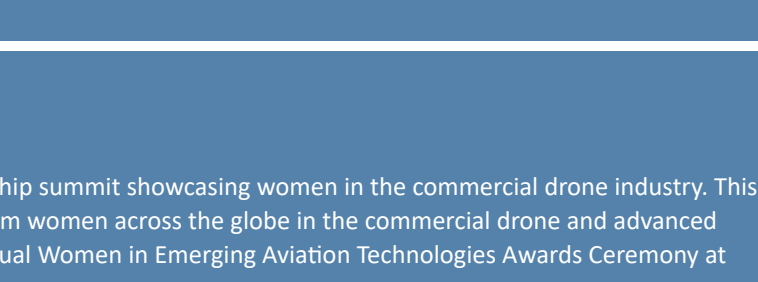 hip summit showcasing women in the commercial drone industry. This
m women across the globe in the commercial drone and advanced
ual Women in Emerging Aviation Technologies Awards Ceremony at